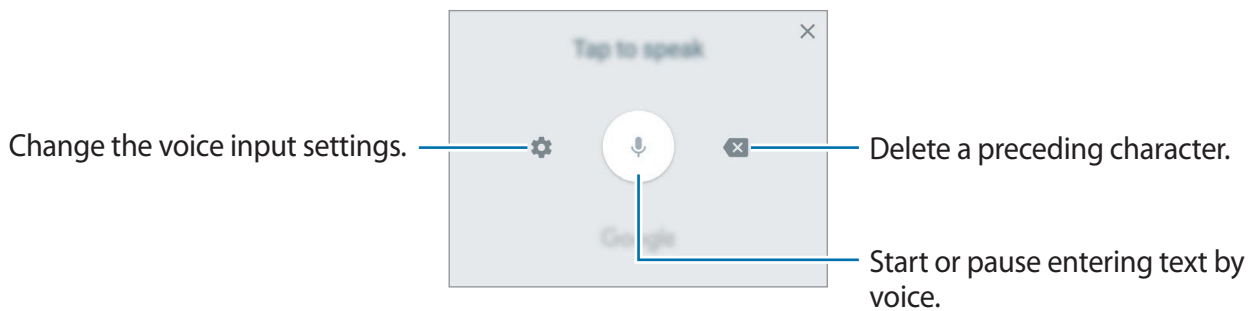 Tap to speak
Change the voice input settings.
Delete a preceding character.
Google
Start or pause entering text by
voice.